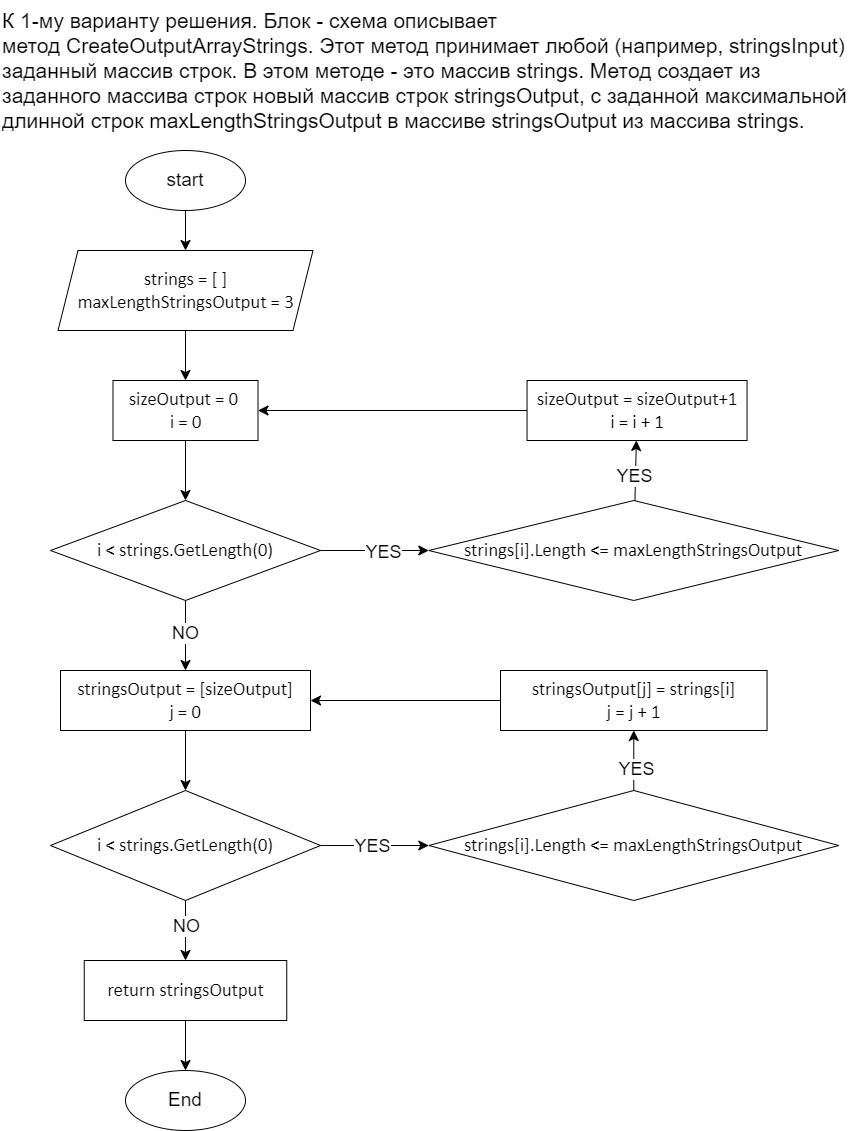 К 1-му варианту решения. Блок - схема описывает
метод CreateOutputArrayStrings. Этот метод принимает любой (например, stringsInput)
заданный массив строк. В этом методе - это массив strings. Метод создает из
заданного массива строк новый массив строк stringsOutput, с заданной максимальной
длинной строк maxLengthStringsOutput в массиве stringsOutput из массива strings.
start
strings = [ ]
maxLengthStringsOutput = 3
sizeOutput = 0
i = 0
sizeOutput = sizeOutput+1
i = i + 1
YES
i < strings.GetLength(0)
YES
strings[i].Length <= maxLengthStringsOutput
NO
stringsOutput = [sizeOutput]
j = 0
stringsOutput[j] = strings[i]
j = j + 1
YES
i < strings.GetLength(0)
YES
strings[i].Length <= maxLengthStringsOutput
NO
return stringsOutput
End